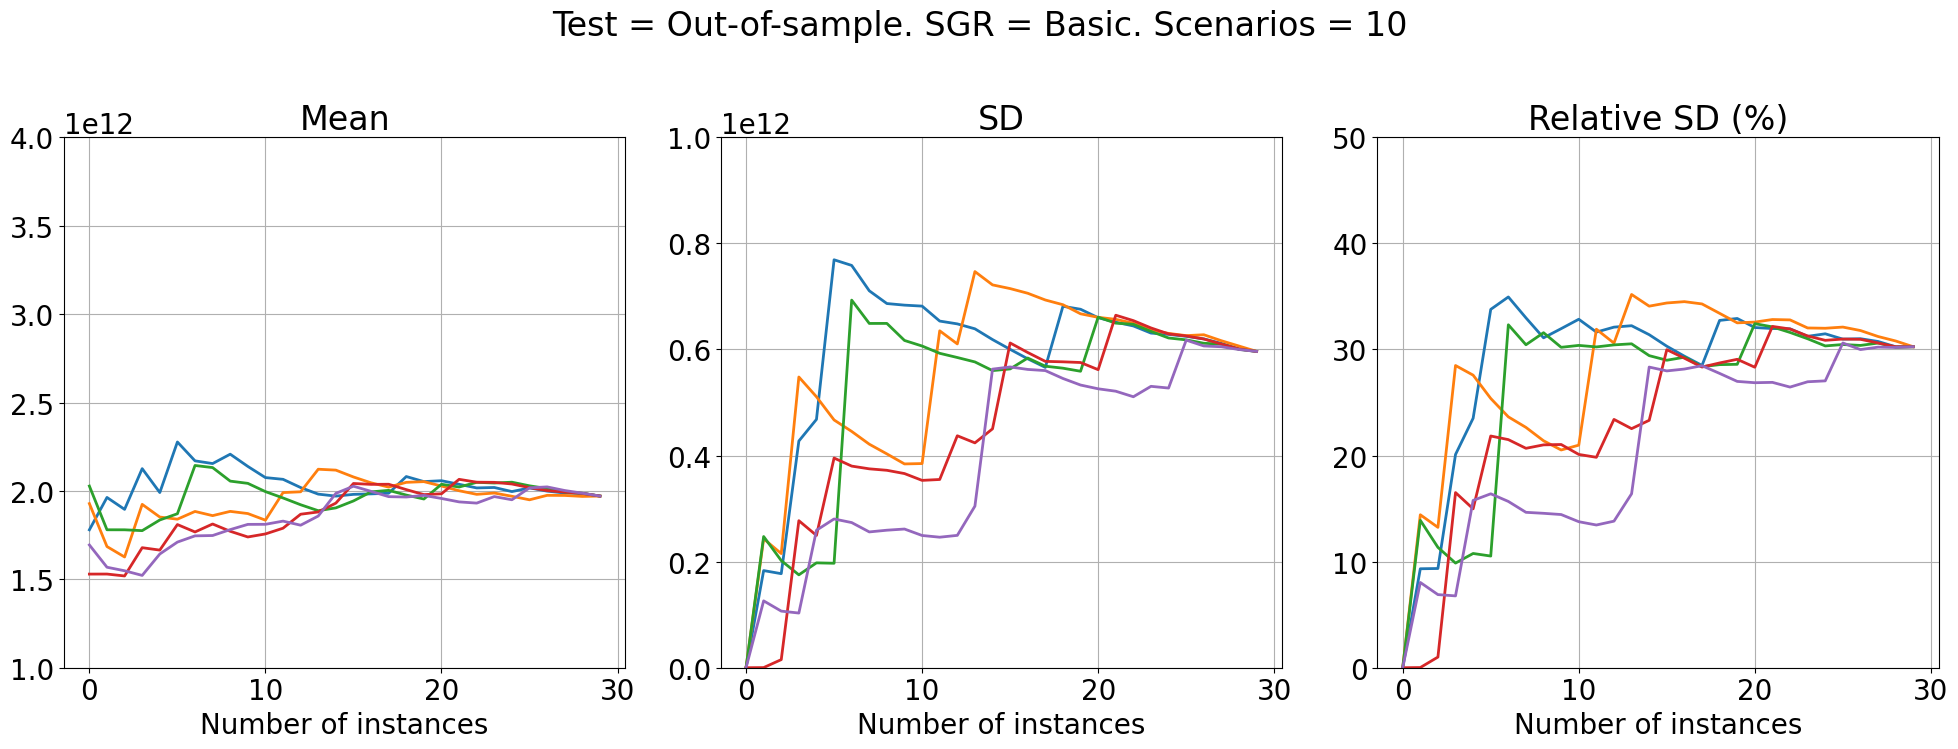 Test = Out-of-sample. SGR = Basic. Scenarios = 10
Mean
1e12
4.0
3.5
3.0
2.5
2.0
1.5
1.0
0 10 20 30
Number of instances
SD
1e12
1.0
0.8
0.6
0.4
0.2
0.0
0 10 20 30
Number of instances
Relative SD (%)
50
40
30
20
10
0
0 10 20 30
Number of instances